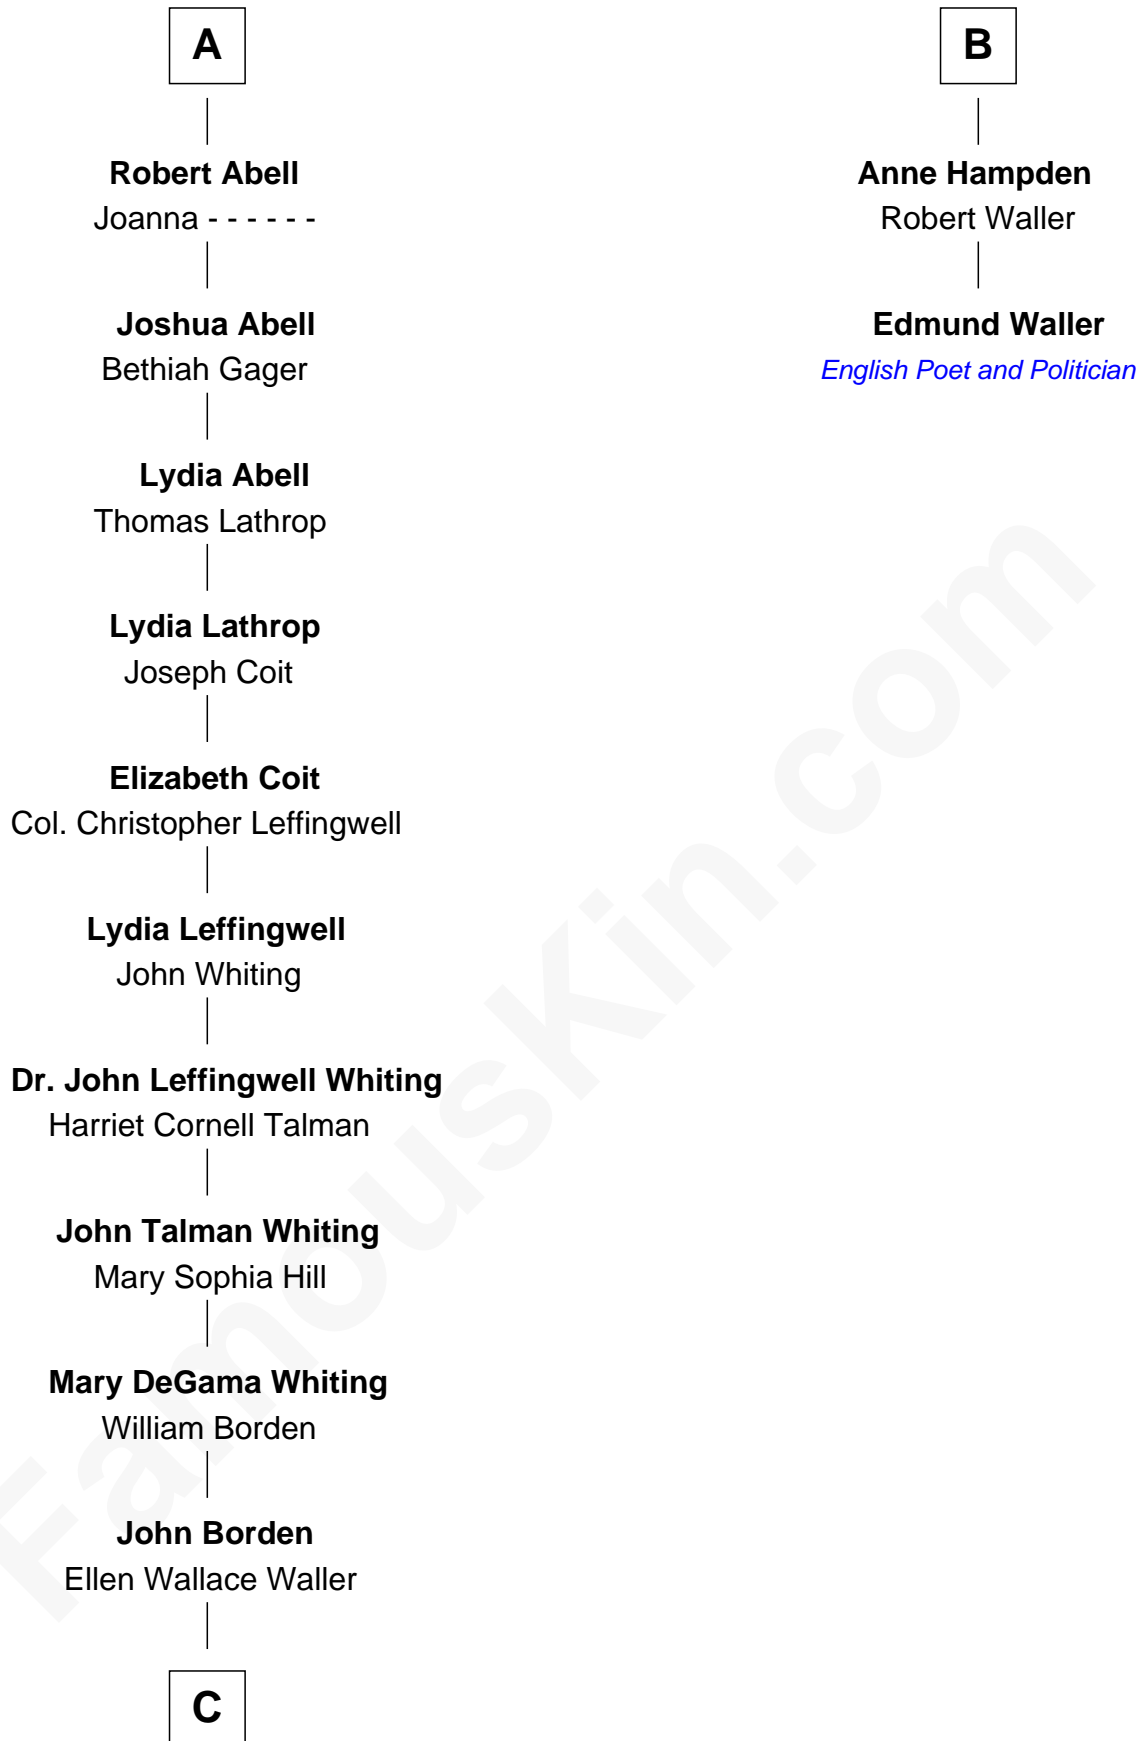 A
Robert Abell
Joanna - - - - - -
Joshua Abell
Bethiah Gager
Lydia Abell
Thomas Lathrop
Lydia Lathrop
Joseph Coit
Elizabeth Coit
Col. Christopher Leffingwell
Lydia Leffingwell
John Whiting
Dr. John Leffingwell Whiting
Harriet Cornell Talman
John Talman Whiting
Mary Sophia Hill
Mary DeGama Whiting
William Borden
John Borden
Ellen Wallace Waller
C
B
Anne Hampden
Robert Waller
Edmund Waller
English Poet and Politician
FamousKin.com